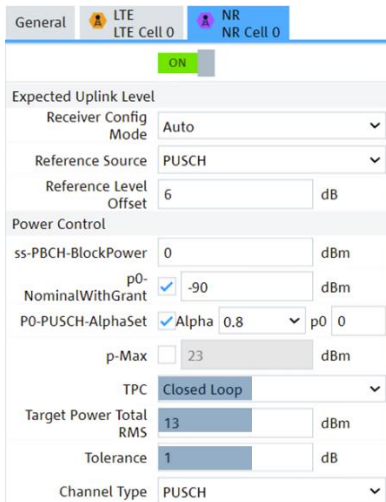 General
LTE
LTE Cell 0
NR
NR Cell 0
ON
Expected Uplink Level
Receiver Config
Mode
Auto
Reference Source
PUSCH
Reference Level
Offset
6
dB
Power Control
ss-PBCH-BlockPower
0
dBm
p0-
NominalWithGrant
-90
dBm
P0-PUSCH-AlphaSet
Alpha
0.8
p0
0
p-Max
23
dBm
TPC
Closed Loop
Target Power Total
RMS
13
dBm
Tolerance
1
dB
Channel Type
PUSCH